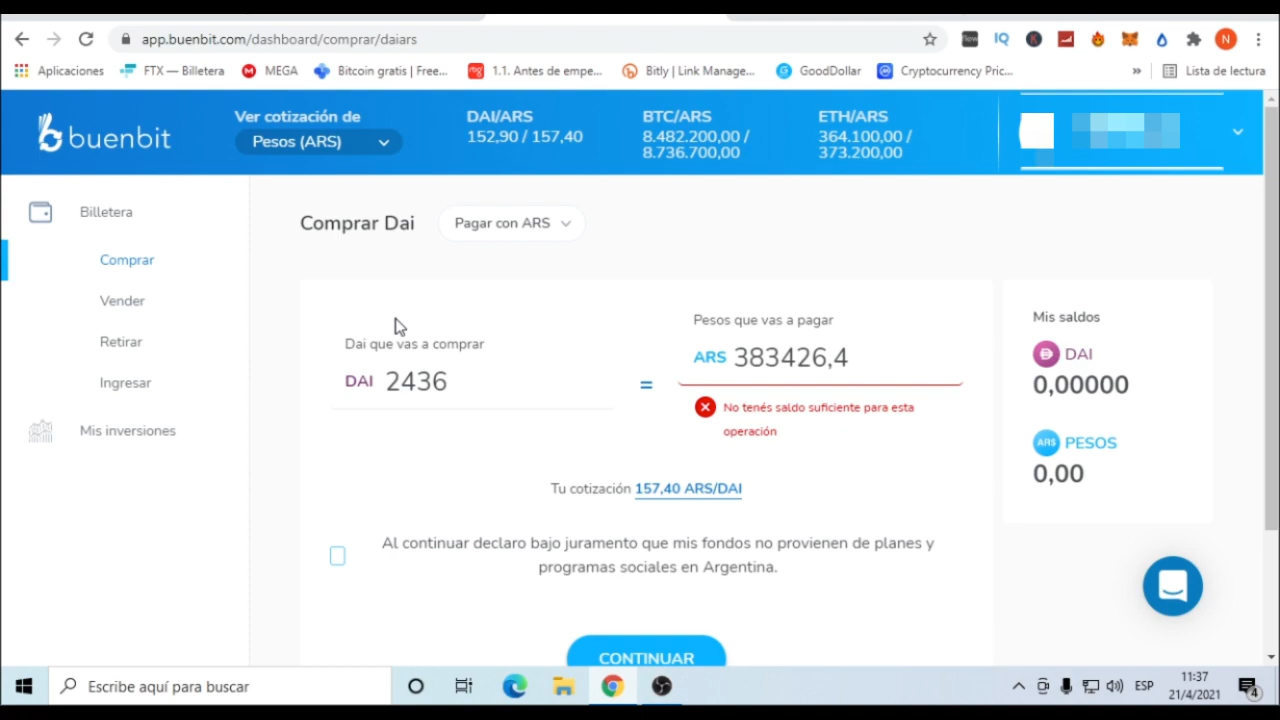 app.buenbit.com/dashboard/comprar/daiars
IQ
N
Aplicaciones
FTX — Billetera
MEGA
Bitcoin gratis | Free...
1.1. Antes de empe...
Bitly | Link Manage...
GoodDollar
Cryptocurrency Pric...
»
Lista de lectura
buenbit
Ver cotización de
Pesos (ARS)
DAI/ARS
152,90 / 157,40
BTC/ARS
8.482.200,00 /
8.736.700,00
ETH/ARS
364.100,00 /
373.200,00
Billetera
Comprar
Vender
Retirar
Ingresar
Mis inversiones
Comprar Dai
Pagar con ARS
Dai que vas a comprar
DAI 2436
=
Pesos que vas a pagar
ARS 383426,4
No tenés saldo suficiente para esta
operación
Tu cotización 157,40 ARS/DAI
Al continuar declaro bajo juramento que mis fondos no provienen de planes y
programas sociales en Argentina.
CONTINUAR
Mis saldos
DAI
0,00000
ARS PESOS
0,00
Escribe aquí para buscar
ESP
11:37
21/4/2021
4